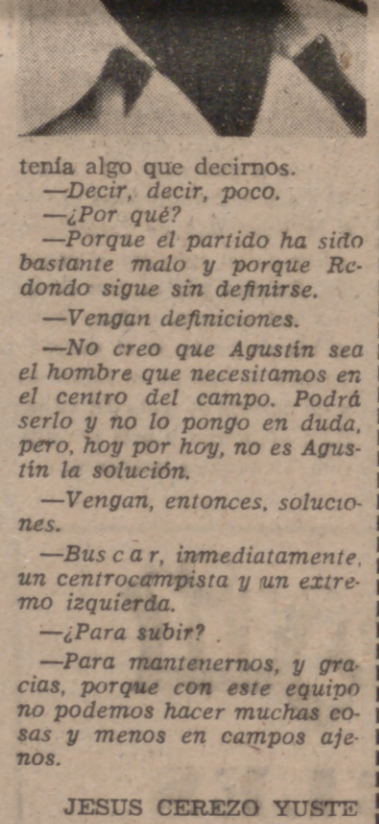 tenía algo que decirnos.
—Decir, decir, poco.
—¿Por qué?
—Porque el partido ha sido
bastante malo y porque Re-
dondo sigue sin definirse.
—Vengan definiciones.
—No creo que Agustín sea
el hombre que necesitamos en
el centro del campo. Podrá
serlo y no lo pongo en duda,
pero, hoy por hoy, no es Agus-
tín la solución.
—Vengan, entonces, solucio-
nes.
—Buscar, inmediatamente,
un centrocampista y un extre-
mo izquierda.
—¿Para subir?
—Para mantenernos, y gra-
cias, porque con este equipo
no podemos hacer muchas co-
sas y menos en campos aje-
nos.
JESUS CEREZO YUSTE